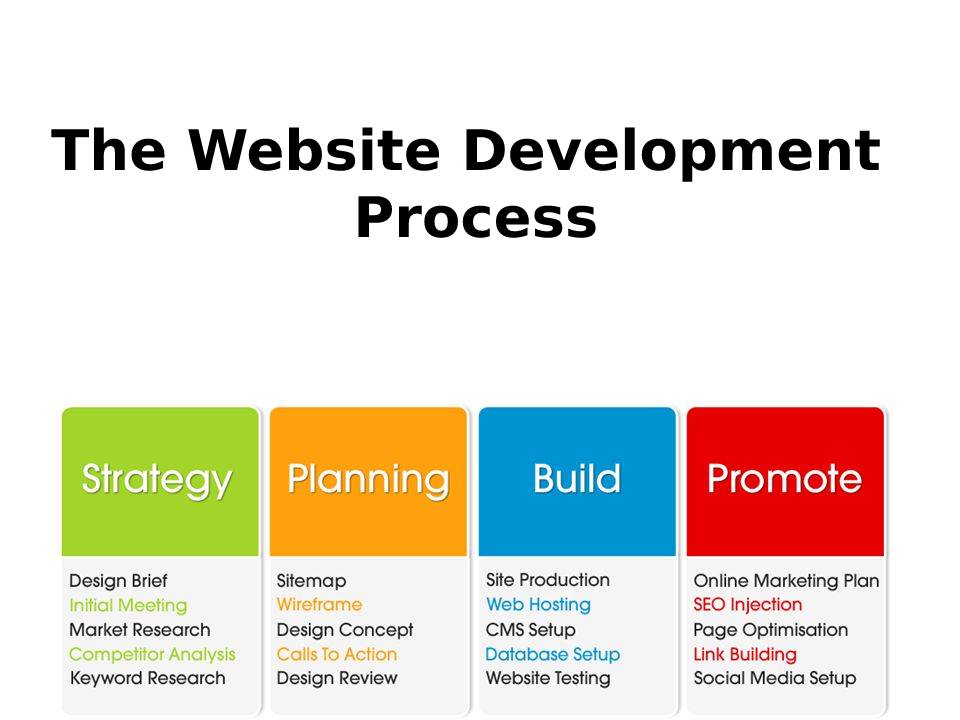 The Website Development
Process
Strategy
Design Brief
Initial Meeting
Market Research
Competitor Analysis
Keyword Research
Planning
Sitemap
Wireframe
Design Concept
Calls To Action
Design Review
Build
Site Production
Web Hosting
CMS Setup
Database Setup
Website Testing
Promote
Online Marketing Plan
SEO Injection
Page Optimisation
Link Building
Social Media Setup